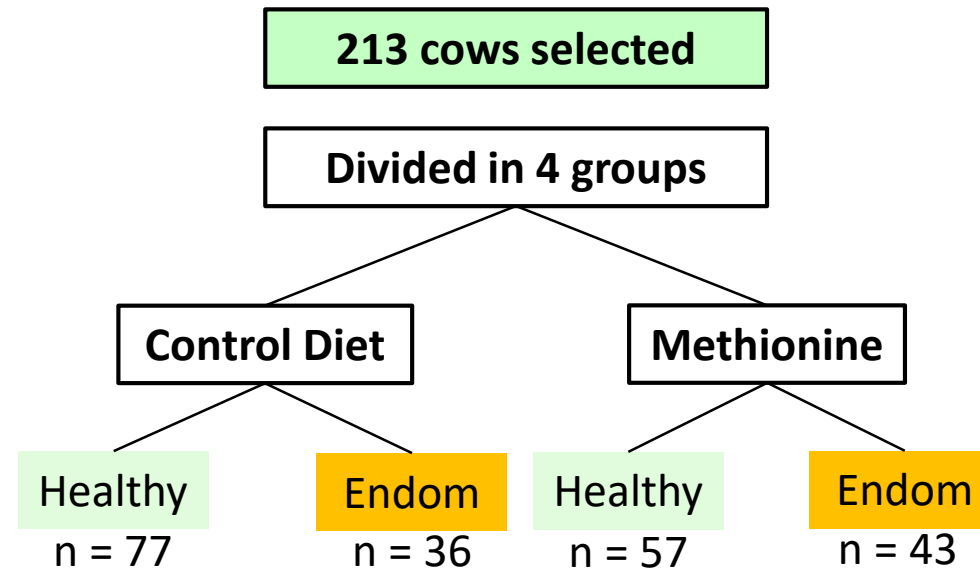 213 cows selected
Divided in 4 groups
Control Diet
Methionine
Healthy
Endom
Healthy
Endom
n = 77
n = 36
n = 57
n = 43